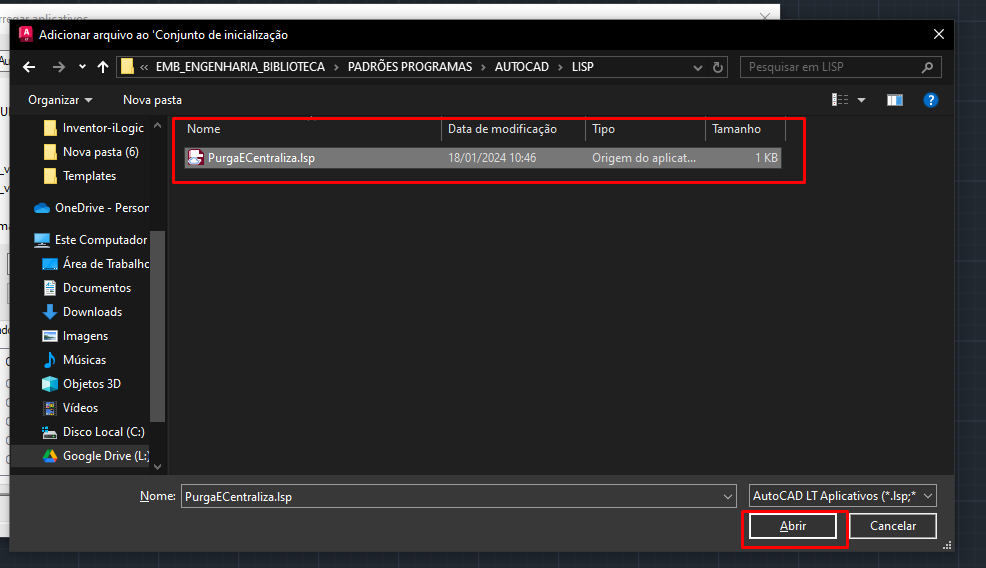 rregar aplicativos
Adicionar arquivo ao 'Conjunto de inicialização
« EMB_ENGENHARIA_BIBLIOTECA > PADRÕES PROGRAMAS > AUTOCAD > LISP
Pesquisar em LISP
Organizar
Nova pasta
Nome
Data de modificação
Tipo
Tamanho
PurgaECentraliza.lsp
18/01/2024 10:46
Origem do aplicat...
1 KB
Inventor-iLogic
Nova pasta (6)
Templates
OneDrive - Person
Este Computador
Área de Trabalho
Documentos
Downloads
Imagens
Músicas
Objetos 3D
Vídeos
Disco Local (C:)
Google Drive (L:)
Nome:
PurgaECentraliza.lsp
AutoCAD LT Aplicativos (*.lsp;*
Abrir
Cancelar